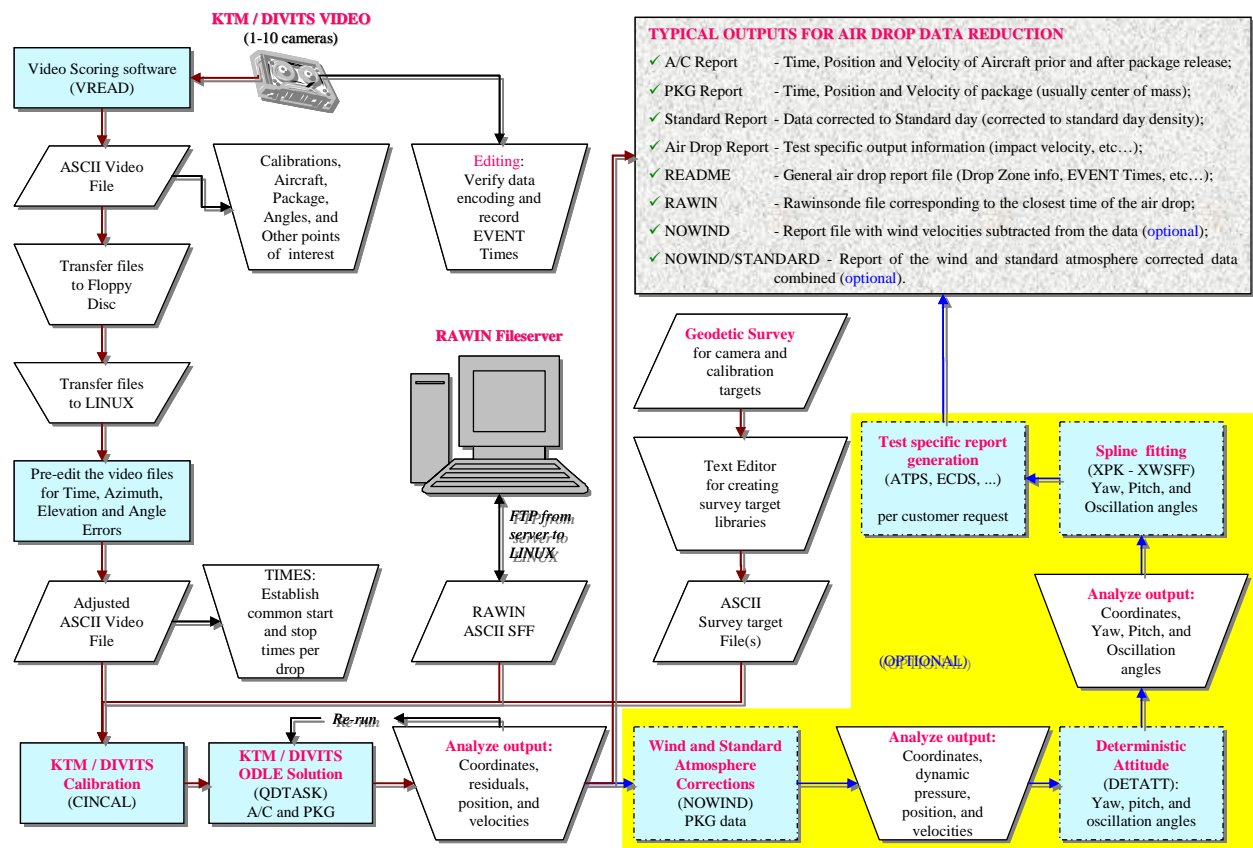 KTM / DIVITS VIDEO
(1-10 cameras)
Video Scoring software
(VREAD)
ASCII Video
File
Calibrations,
Aircraft,
Package,
Angles, and
Other points
of interest
Editing:
Verify data
encoding and
record
EVENT
Times
Transfer files
to Floppy
Disc
Transfer files
to LINUX
Pre-edit the video files
for Time, Azimuth,
Elevation and Angle
Errors
Adjusted
ASCII Video
File
TIMES:
Establish
common start
and stop
times per
drop
RAWIN Fileserver
FTP from
server to
LINUX
RAWIN
ASCII SFF
TYPICAL OUTPUTS FOR AIR DROP DATA REDUCTION
✓ A/C Report - Time, Position and Velocity of Aircraft prior and after package release;
✓ PKG Report - Time, Position and Velocity of package (usually center of mass);
✓ Standard Report - Data corrected to Standard day (corrected to standard day density);
✓ Air Drop Report - Test specific output information (impact velocity, etc…);
✓ README - General air drop report file (Drop Zone info, EVENT Times, etc…);
✓ RAWIN - Rawinsonde file corresponding to the closest time of the air drop;
✓ NOWIND - Report file with wind velocities subtracted from the data (optional);
✓ NOWIND/STANDARD - Report of the wind and standard atmosphere corrected data
combined (optional).
Geodetic Survey
for camera and
calibration
targets
Text Editor
for creating
survey target
libraries
ASCII
Survey target
File(s)
Test specific report
generation
(ATPS, ECDS, ...)
per customer request
Spline fitting
(XPK - XWSFF)
Yaw, Pitch, and
Oscillation angles
Analyze output:
Coordinates,
Yaw, Pitch, and
Oscillation
angles
(OPTIONAL)
Re-run
KTM / DIVITS
Calibration
(CINCAL)
KTM / DIVITS
ODLE Solution
(QDTASK)
A/C and PKG
Analyze output:
Coordinates,
residuals,
position, and
velocities
Wind and Standard
Atmosphere
Corrections
(NOWIND)
PKG data
Analyze output:
Coordinates,
dynamic
pressure,
position, and
velocities
Deterministic
Attitude
(DETATT):
Yaw, pitch, and
oscillation angles